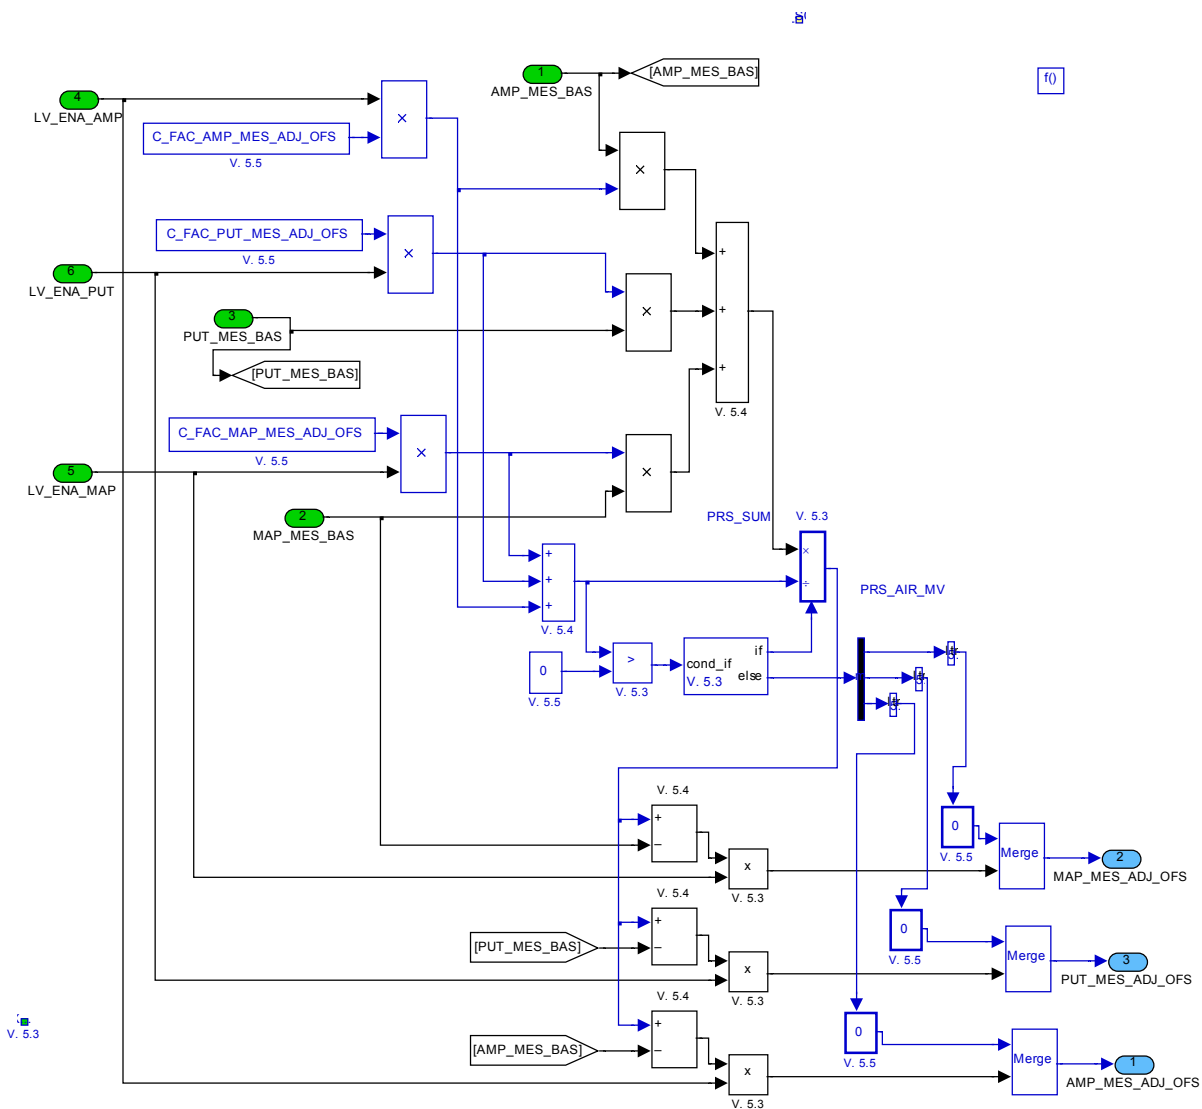 f()
1
AMP_MES_BAS
[AMP_MES_BAS]
4
LV_ENA_AMP
C_FAC_AMP_MES_ADJ_OFS
V. 5.5
×
×
C_FAC_PUT_MES_ADJ_OFS
V. 5.5
×
6
LV_ENA_PUT
3
PUT_MES_BAS
[PUT_MES_BAS]
×
+
+
+
V. 5.4
C_FAC_MAP_MES_ADJ_OFS
V. 5.5
×
5
LV_ENA_MAP
×
2
MAP_MES_BAS
PRS_SUM
V. 5.3
×
÷
+
+
+
V. 5.4
PRS_AIR_MV
0
V. 5.5
>
V. 5.3
if
cond_if
else
V. 5.3
V. 5.4
+
−
x
V. 5.3
0
V. 5.5
Merge
2
MAP_MES_ADJ_OFS
V. 5.4
+
−
[PUT_MES_BAS]
x
V. 5.3
0
V. 5.5
Merge
3
PUT_MES_ADJ_OFS
V. 5.4
+
−
[AMP_MES_BAS]
x
V. 5.3
0
V. 5.5
Merge
1
AMP_MES_ADJ_OFS
V. 5.3